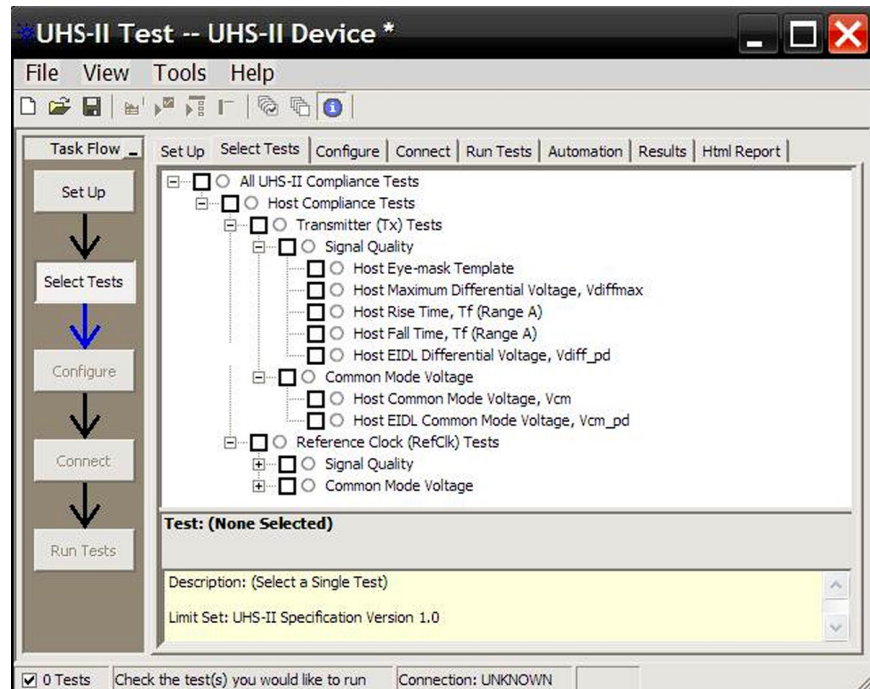 UHS-II Test -- UHS-II Device *
File View Tools Help
Task Flow
Set Up
Select Tests
Configure
Connect
Run Tests
Set Up Select Tests Configure Connect Run Tests Automation Results Html Report
All UHS-II Compliance Tests
Host Compliance Tests
Transmitter (Tx) Tests
Signal Quality
Host Eye-mask Template
Host Maximum Differential Voltage, Vdiffmax
Host Rise Time, Tf (Range A)
Host Fall Time, Tf (Range A)
Host EIDL Differential Voltage, Vdiff_pd
Common Mode Voltage
Host Common Mode Voltage, Vcm
Host EIDL Common Mode Voltage, Vcm_pd
Reference Clock (RefClk) Tests
Signal Quality
Common Mode Voltage
Test: (None Selected)
Description: (Select a Single Test)
Limit Set: UHS-II Specification Version 1.0
0 Tests Check the test(s) you would like to run Connection: UNKNOWN